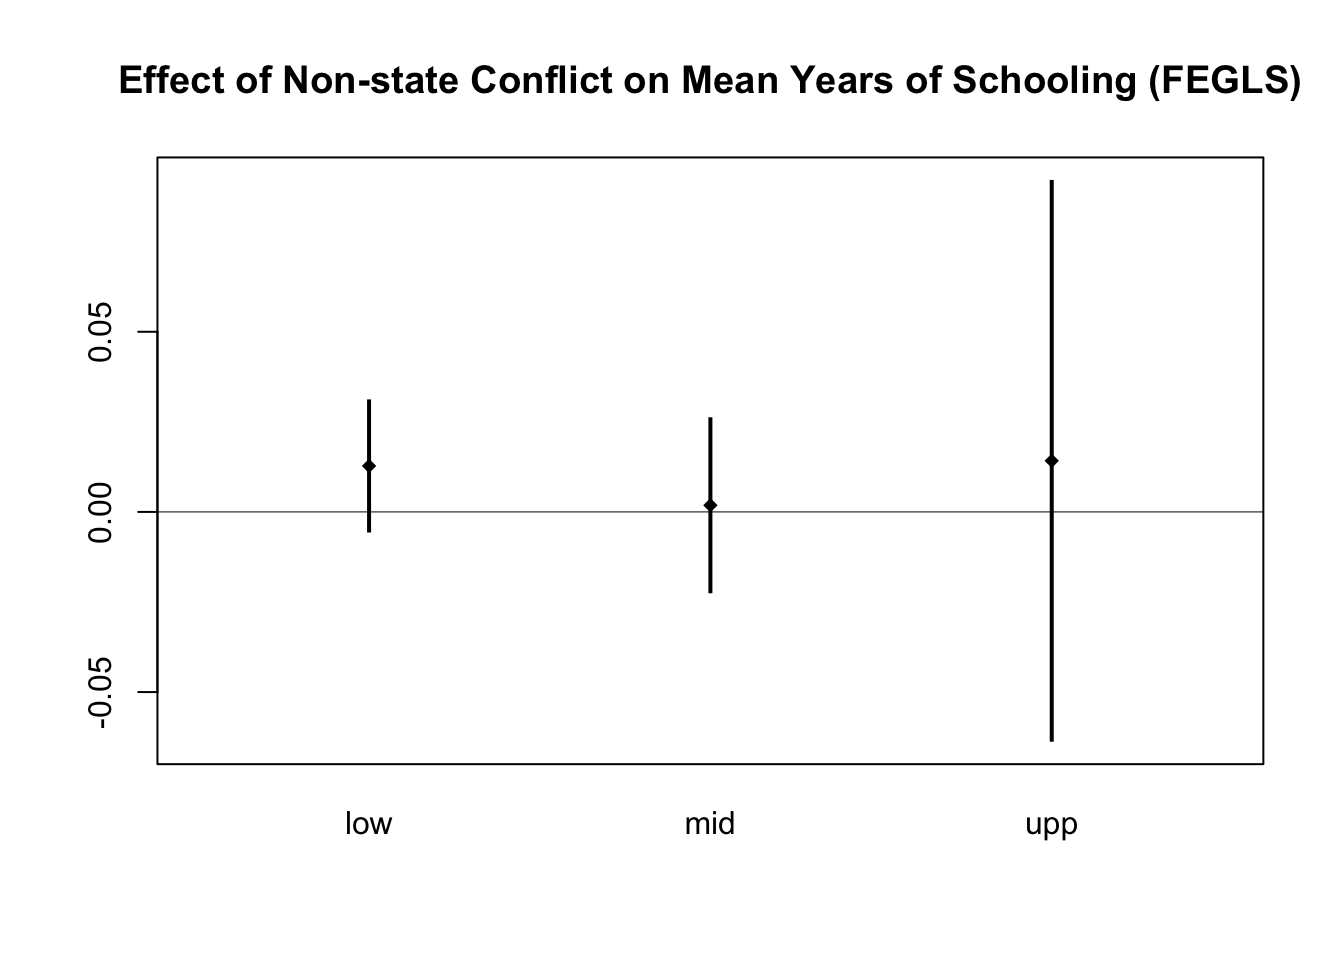 Effect of Non-state Conflict on Mean Years of Schooling (FEGLS)
0.05
0.00
-0.05
low mid upp